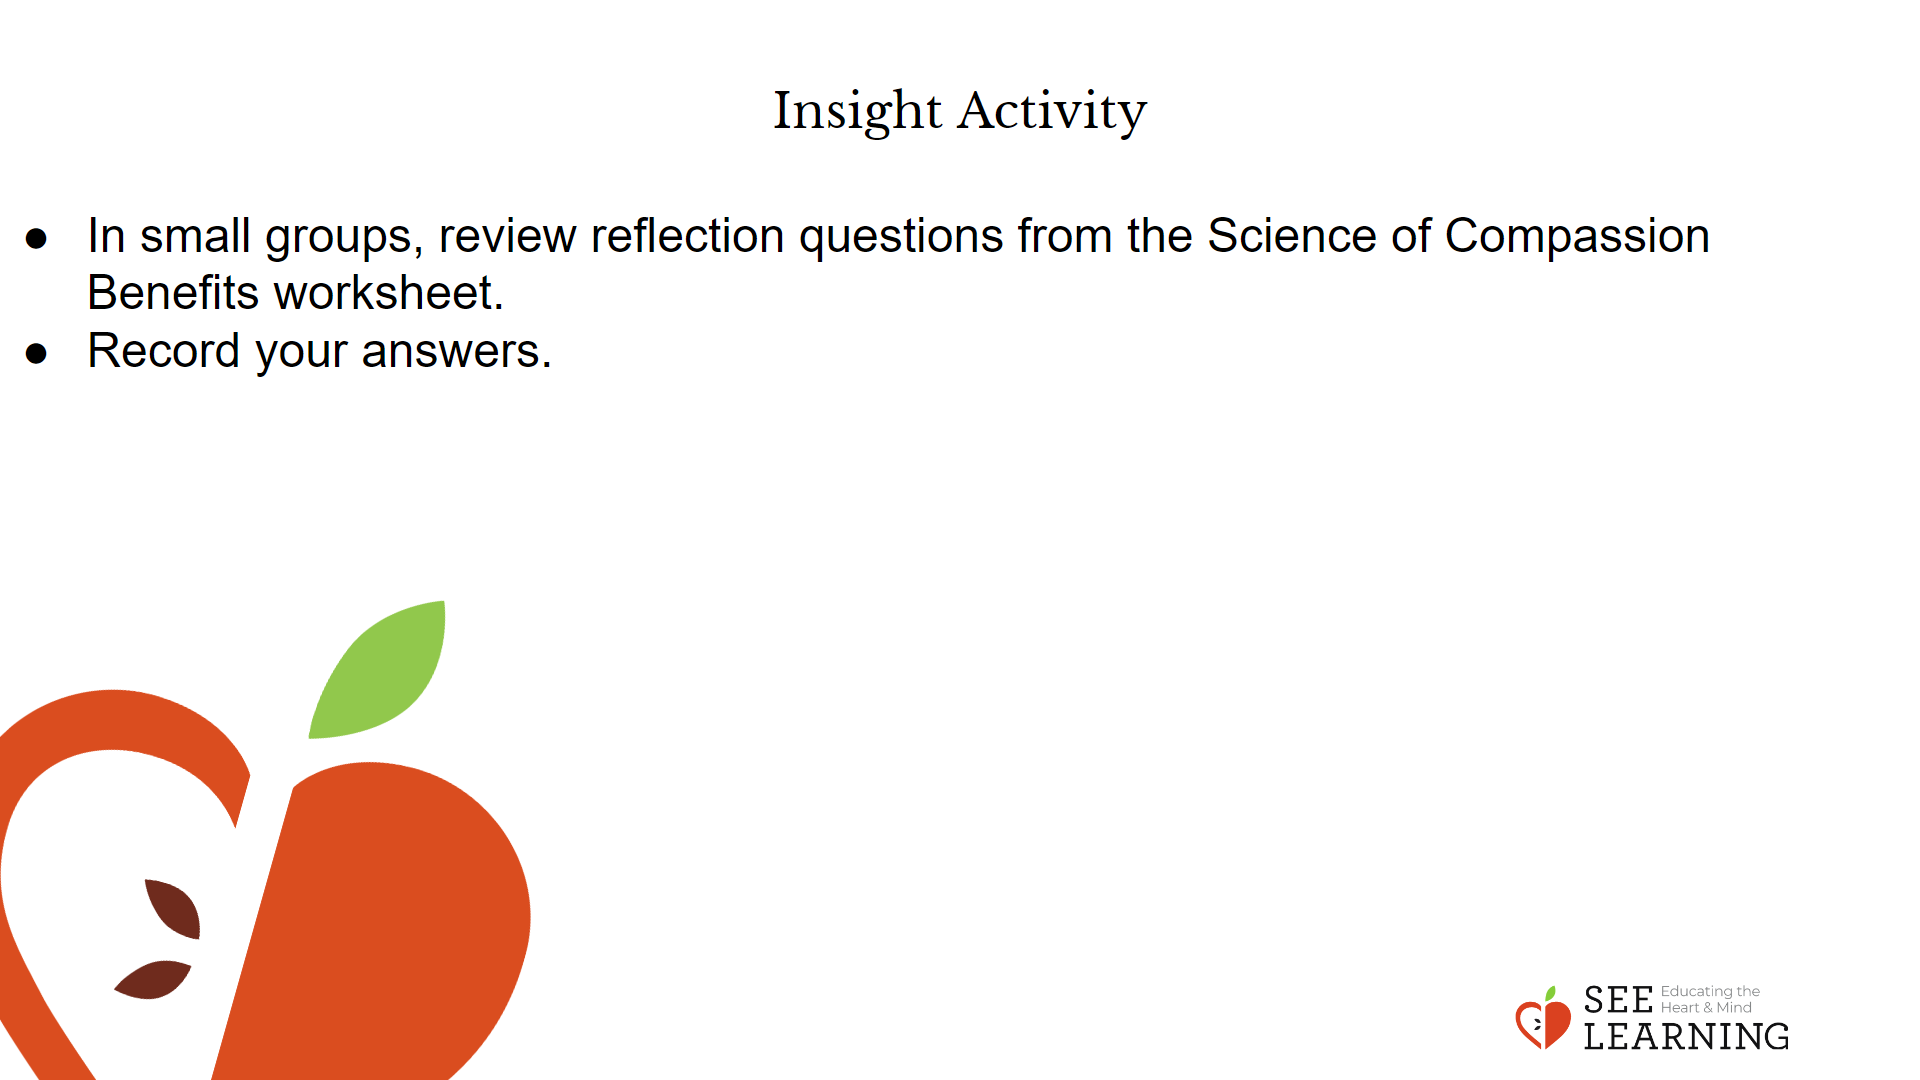 Insight Activity
● In small groups, review reflection questions from the Science of Compassion
Benefits worksheet.
● Record your answers.
SEE Educating the
Heart & Mind
LEARNING